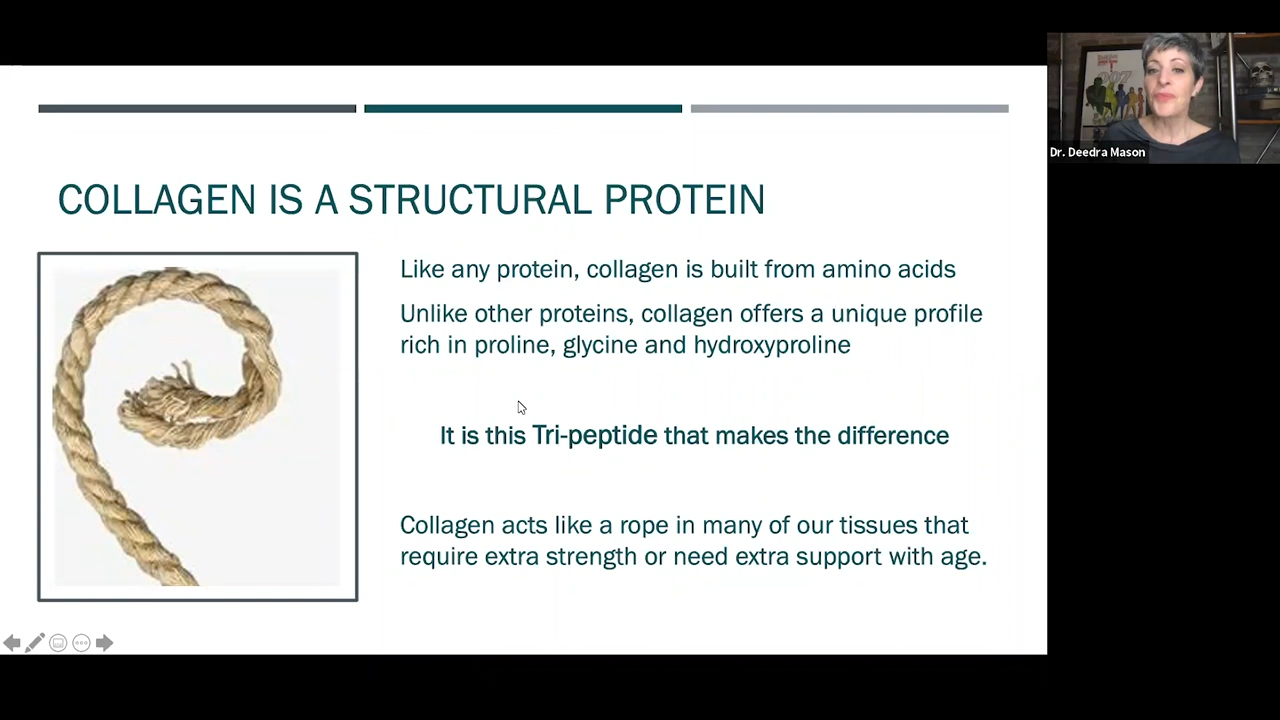 Dr. Deedra Mason
COLLAGEN IS A STRUCTURAL PROTEIN
Like any protein, collagen is built from amino acids
Unlike other proteins, collagen offers a unique profile
rich in proline, glycine and hydroxyproline
It is this Tri-peptide that makes the difference
Collagen acts like a rope in many of our tissues that
require extra strength or need extra support with age.
007